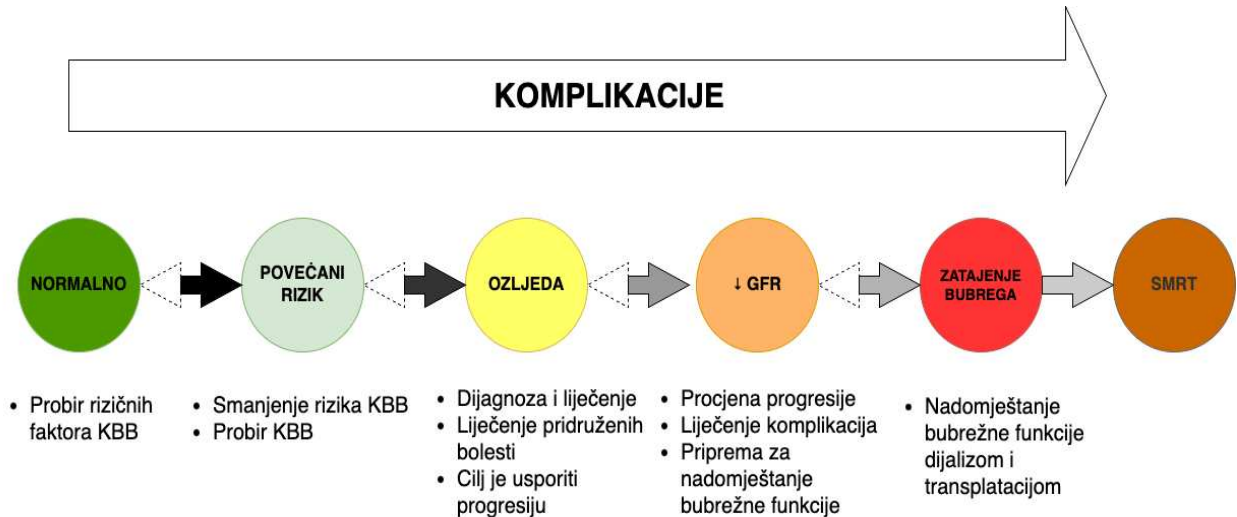 KOMPLIKACIJE
NORMALNO
POVEĆANI
RIZIK
OZLJEDA
↓ GFR
ZATAJENJE
BUBREGA
SMRT
• Probir rizičnih
faktora KBB
• Smanjenje rizika KBB
• Probir KBB
• Dijagnoza i liječenje
• Liječenje pridruženih
bolesti
• Cilj je usporiti
progresiju
• Procjena progresije
• Liječenje komplikacija
• Priprema za
nadomještanje
bubrežne funkcije
• Nadomještanje
bubrežne funkcije
dijalizom i
transplatacijom